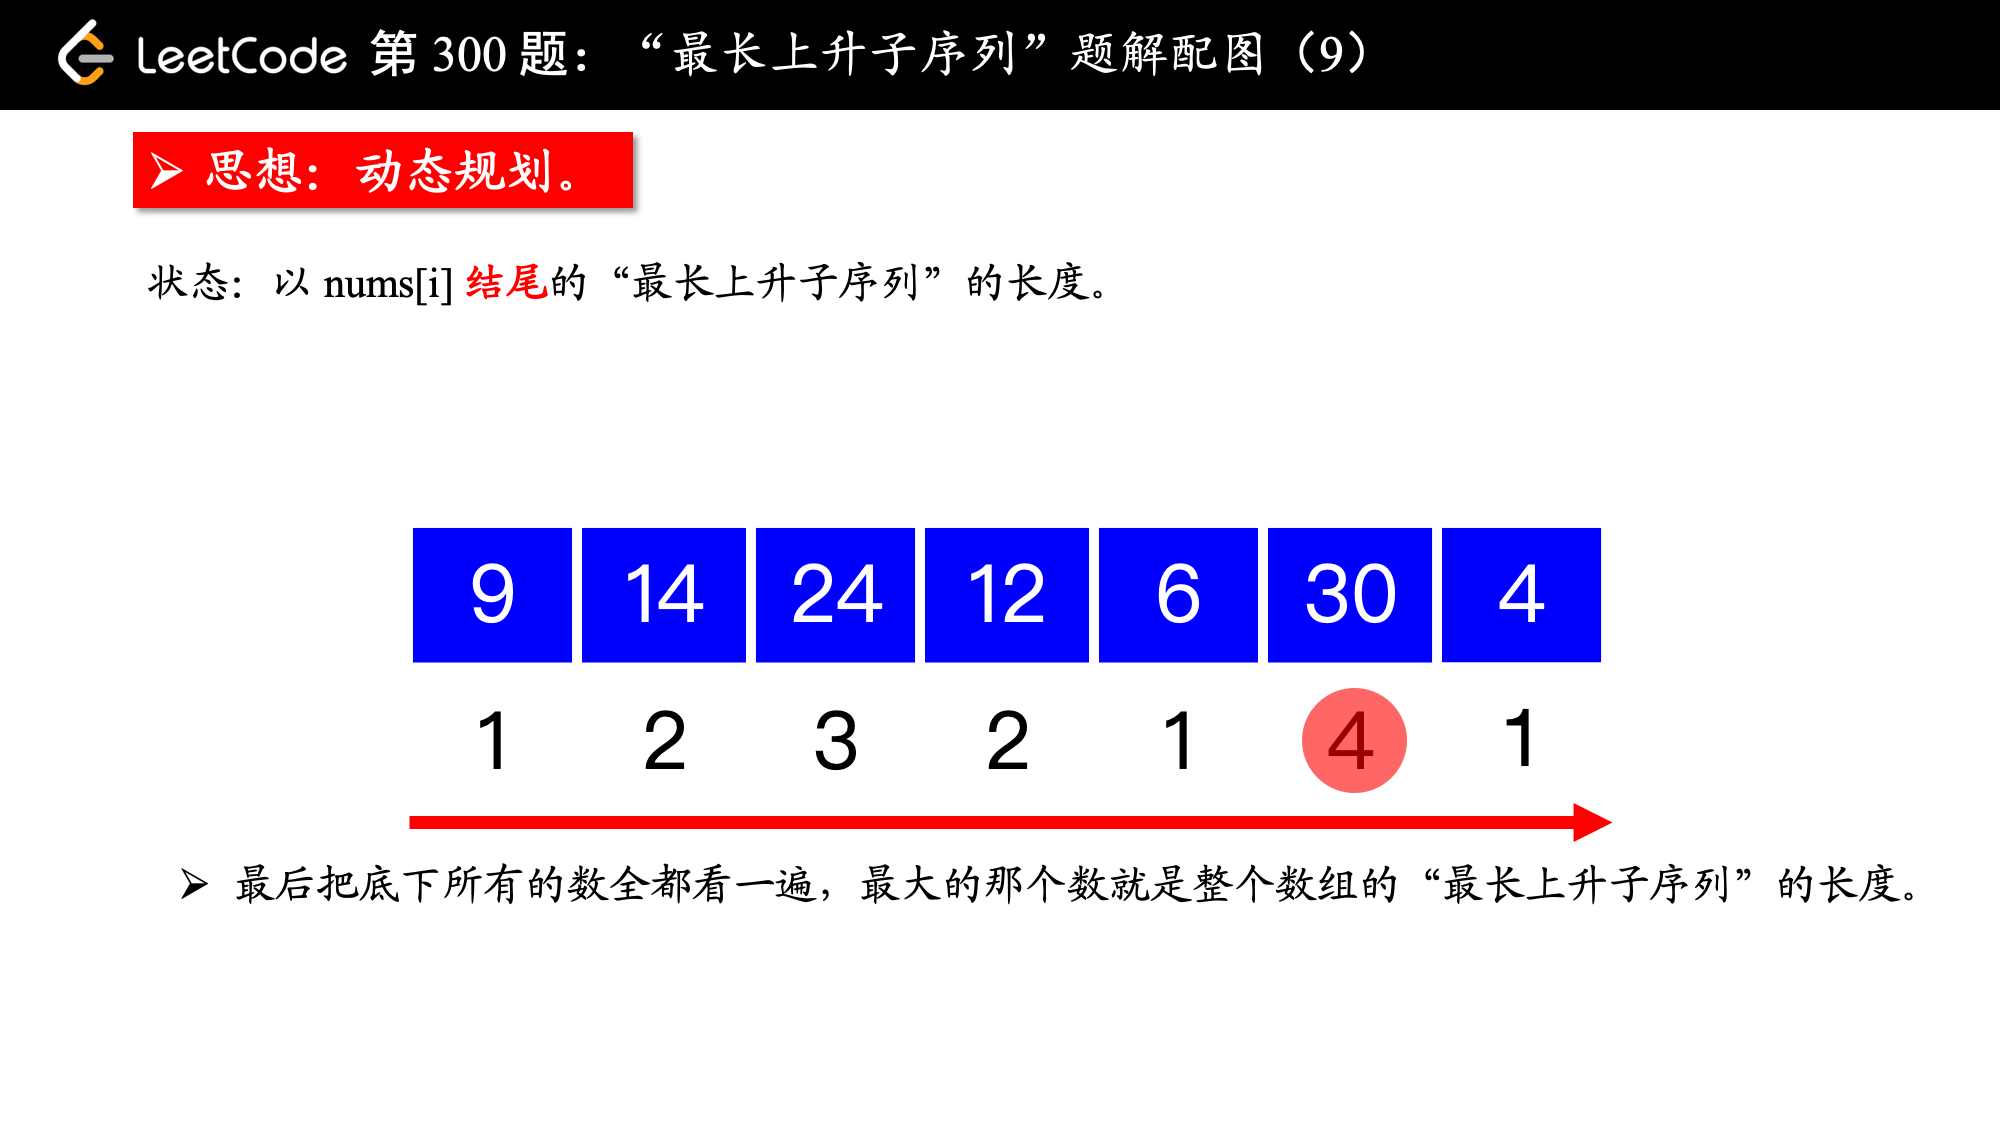 LeetCode 第 300 题：“最长上升子序列”题解配图（9）
➢ 思想：动态规划。
状态：以 nums[i] 结尾的“最长上升子序列”的长度。
9 14 24 12 6 30 4
1 2 3 2 1 4 1
➢ 最后把底下所有的数全都看一遍，最大的那个数就是整个数组的“最长上升子序列”的长度。